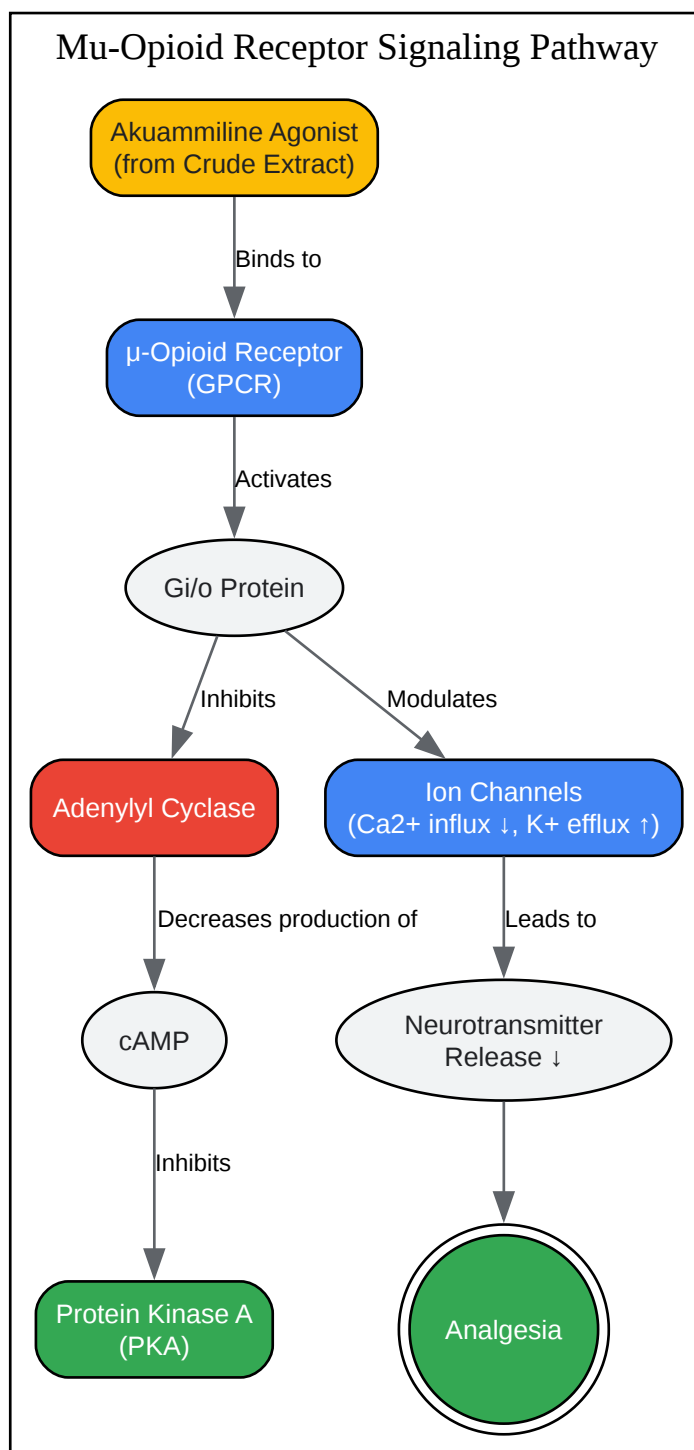 Mu-Opioid Receptor Signaling Pathway
Akuammiline Agonist
(from Crude Extract)
Binds to
μ-Opioid Receptor
(GPCR)
Activates
Gi/o Protein
Inhibits
Modulates
Adenylyl Cyclase
Ion Channels
(Ca2+ influx ↓, K+ efflux ↑)
Decreases production of
Leads to
cAMP
Neurotransmitter
Release ↓
Inhibits
Protein Kinase A
(PKA)
Analgesia